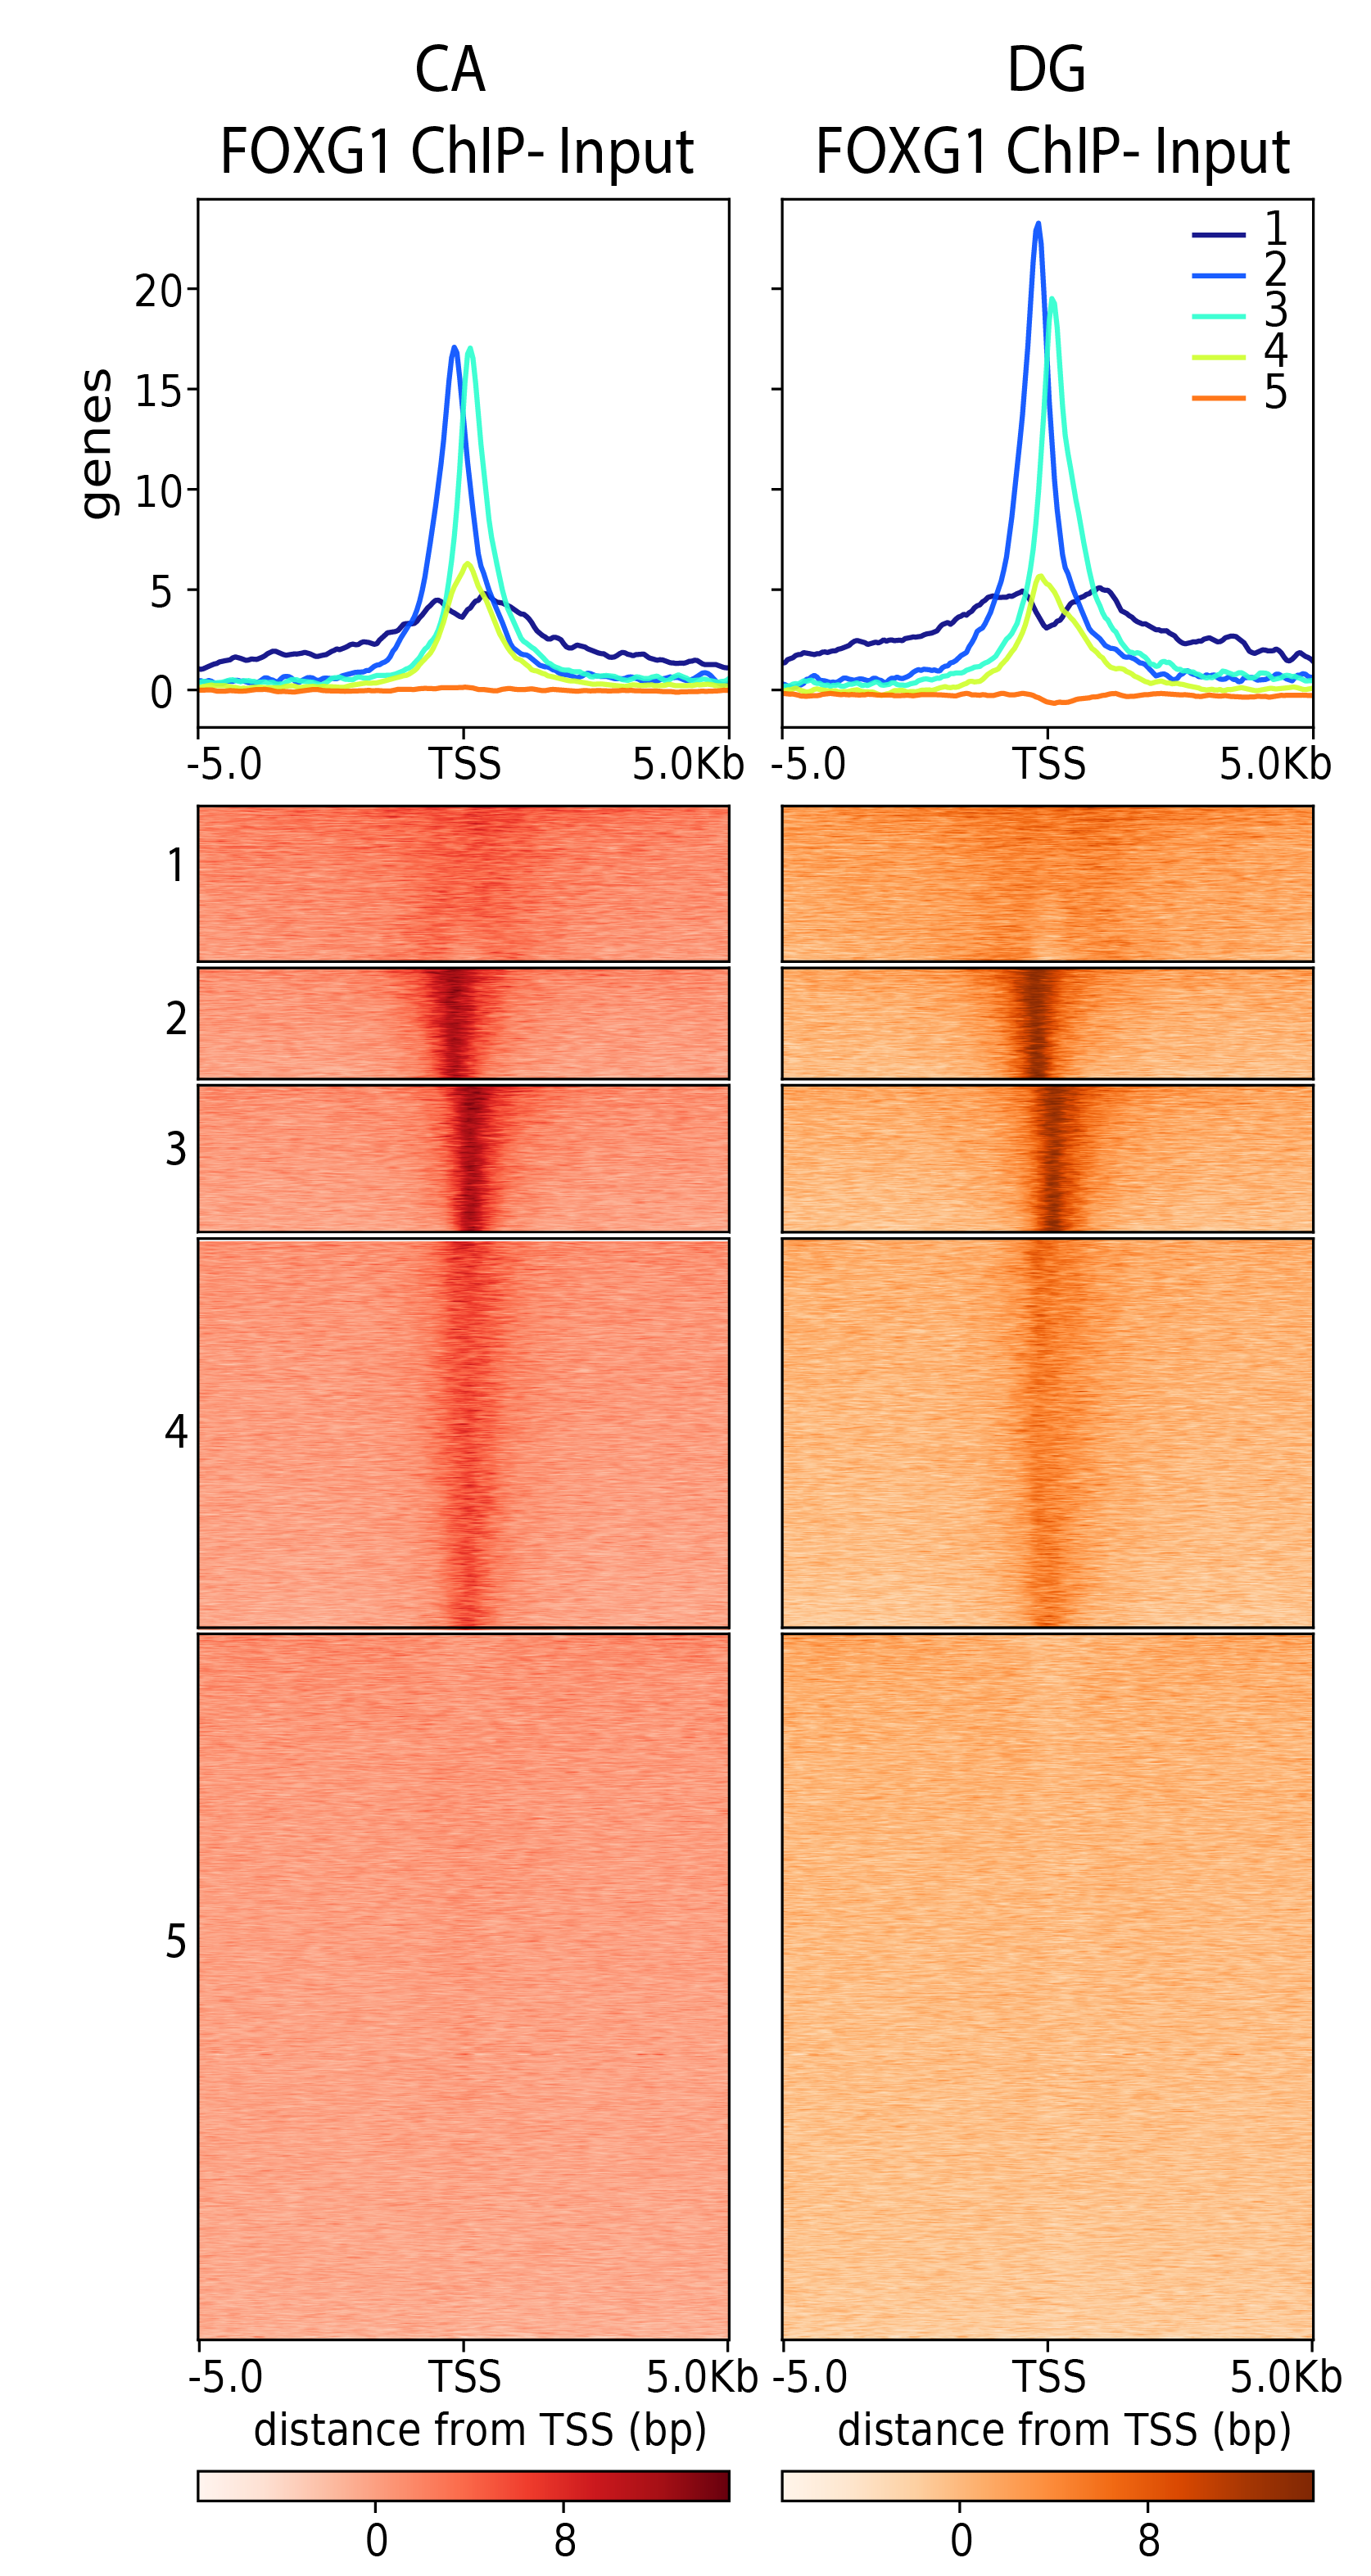 CA
DG
FOXG1 ChIP- Input
FOXG1 ChIP- Input
genes
20
15
10
5
0
1
2
3
4
5
-5.0
TSS
5.0Kb
-5.0
TSS
5.0Kb
1
2
3
4
5
-5.0
TSS
5.0Kb
-5.0
TSS
5.0Kb
distance from TSS (bp)
distance from TSS (bp)
0
8
0
8